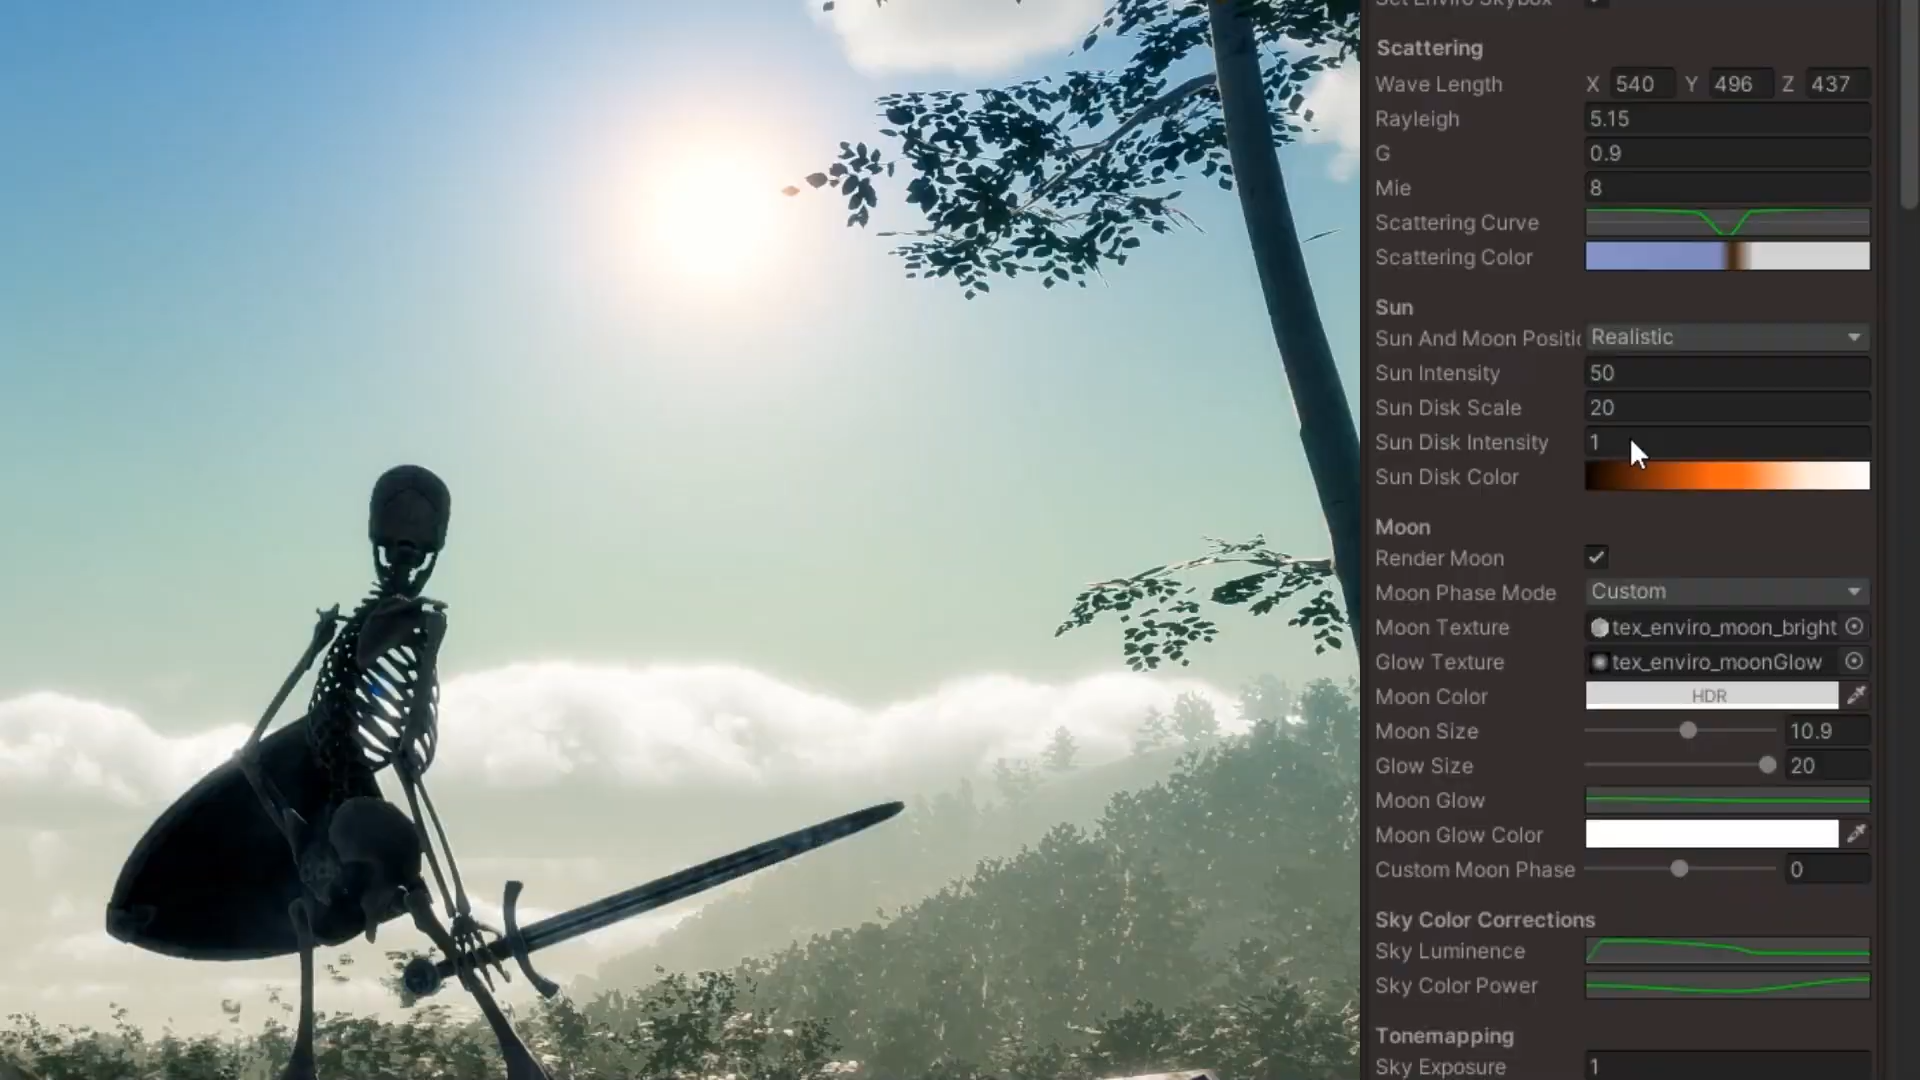 Set Enviro Skybox
Scattering
Wave Length X 540 Y 496 Z 437
Rayleigh 5.15
G 0.9
Mie 8
Scattering Curve
Scattering Color
Sun
Sun And Moon Positic Realistic
Sun Intensity 50
Sun Disk Scale 20
Sun Disk Intensity 1
Sun Disk Color
Moon
Render Moon
Moon Phase Mode Custom
Moon Texture tex_enviro_moon_bright
Glow Texture tex_enviro_moonGlow
Moon Color HDR
Moon Size 10.9
Glow Size 20
Moon Glow
Moon Glow Color
Custom Moon Phase 0
Sky Color Corrections
Sky Luminence
Sky Color Power
Tonemapping
Sky Exposure 1